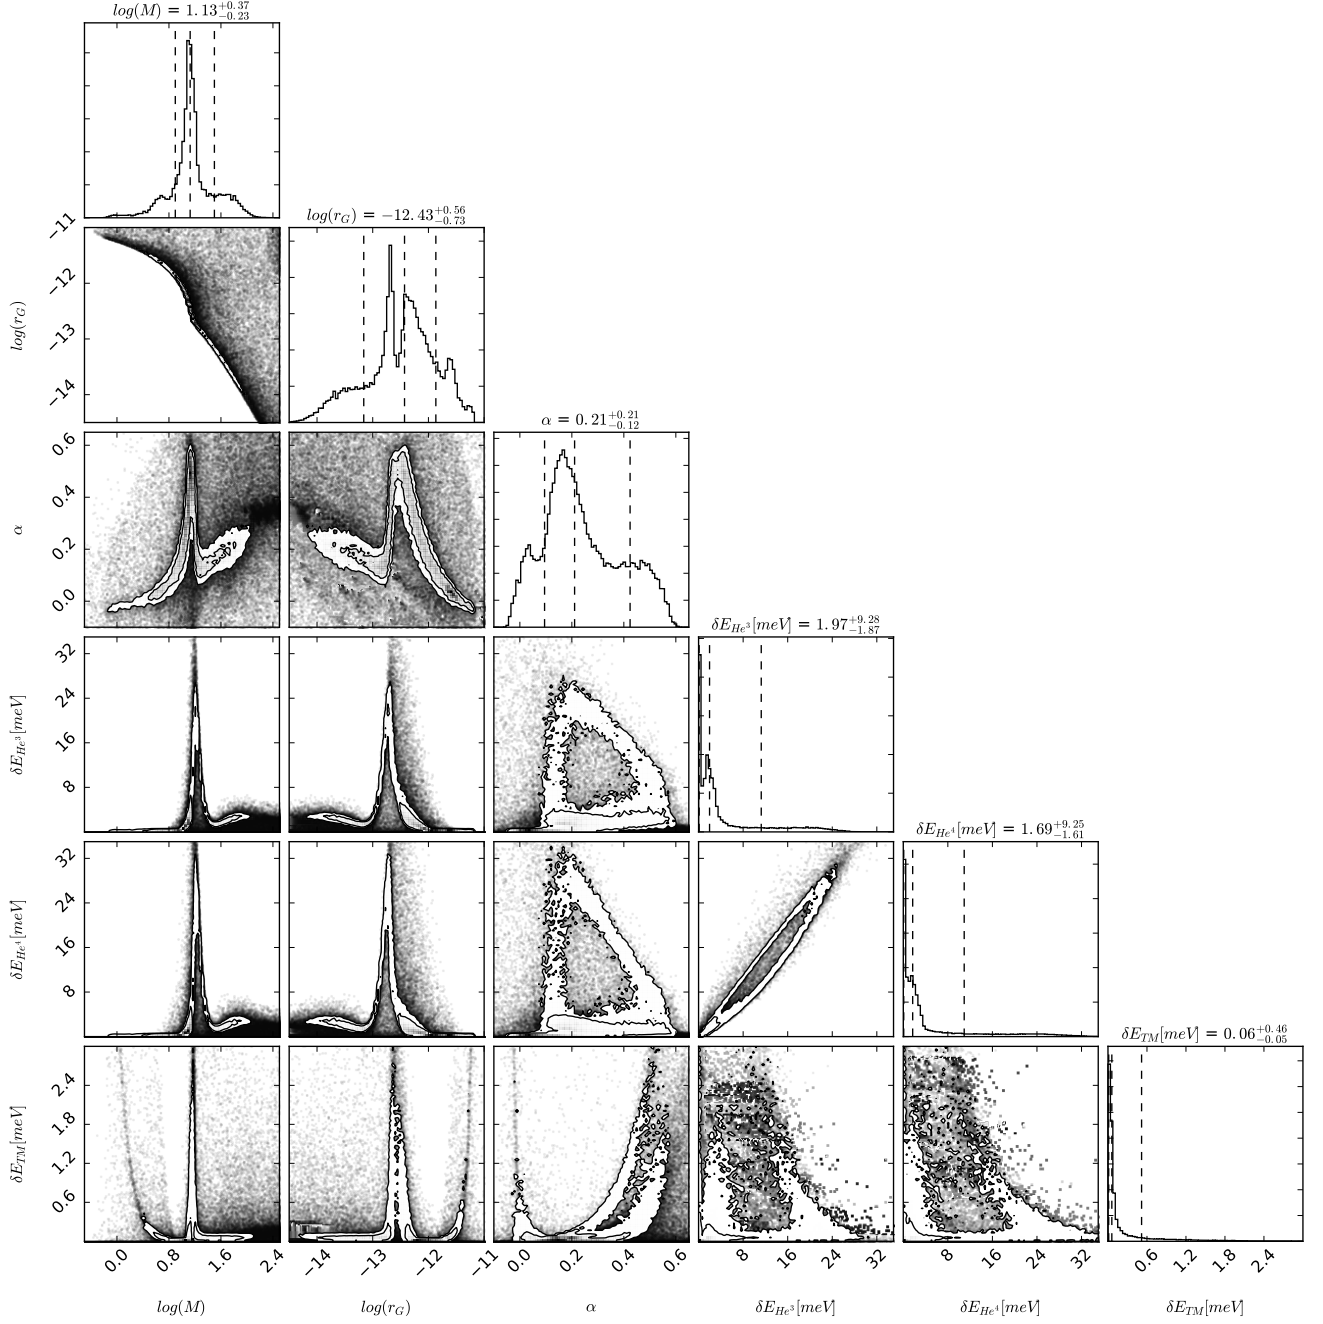 log(M) = 1.13^{+0.37}_{-0.23}
−11
log(r_G) = −12.43^{+0.56}_{-0.73}
−12
log(r_G)
−13
−14
α = 0.21^{+0.21}_{-0.12}
0.6
0.4
α
0.2
0.0
δE_{He^3}[meV] = 1.97^{+9.28}_{-1.87}
32
24
δE_{He^3}[meV]
16
8
δE_{He^4}[meV] = 1.69^{+9.25}_{-1.61}
32
24
δE_{He^4}[meV]
16
8
δE_{TM}[meV] = 0.06^{+0.46}_{-0.05}
2.4
1.8
δE_{TM}[meV]
1.2
0.6
0.0 0.8 1.6 2.4 −14 −13 −12 −11 0.0 0.2 0.4 0.6 8 16 24 32 8 16 24 32 0.6 1.2 1.8 2.4
log(M) log(r_G) α δE_{He^3}[meV] δE_{He^4}[meV] δE_{TM}[meV]